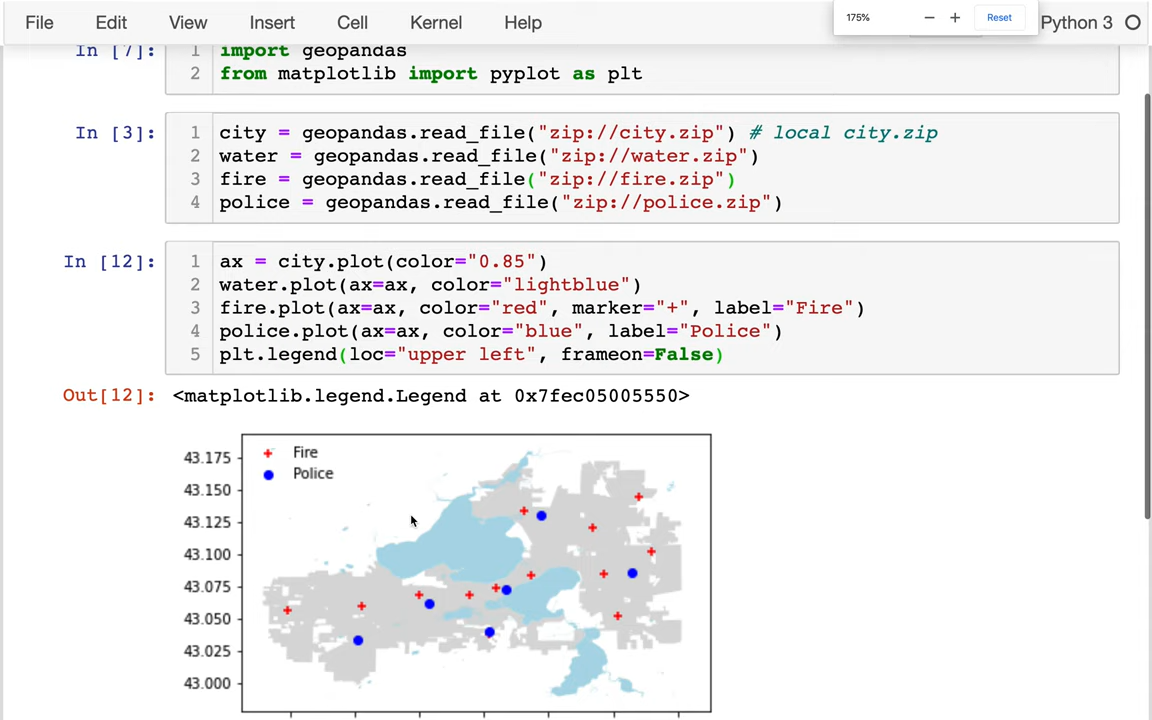 File Edit View Insert Cell Kernel Help Python 3
175% − + Reset
In [7]: 1 import geopandas
2 from matplotlib import pyplot as plt
In [3]: 1 city = geopandas.read_file("zip://city.zip") # local city.zip
2 water = geopandas.read_file("zip://water.zip")
3 fire = geopandas.read_file("zip://fire.zip")
4 police = geopandas.read_file("zip://police.zip")
In [12]: 1 ax = city.plot(color="0.85")
2 water.plot(ax=ax, color="lightblue")
3 fire.plot(ax=ax, color="red", marker="+", label="Fire")
4 police.plot(ax=ax, color="blue", label="Police")
5 plt.legend(loc="upper left", frameon=False)
Out[12]: <matplotlib.legend.Legend at 0x7fec05005550>
Fire
Police
43.175
43.150
43.125
43.100
43.075
43.050
43.025
43.000